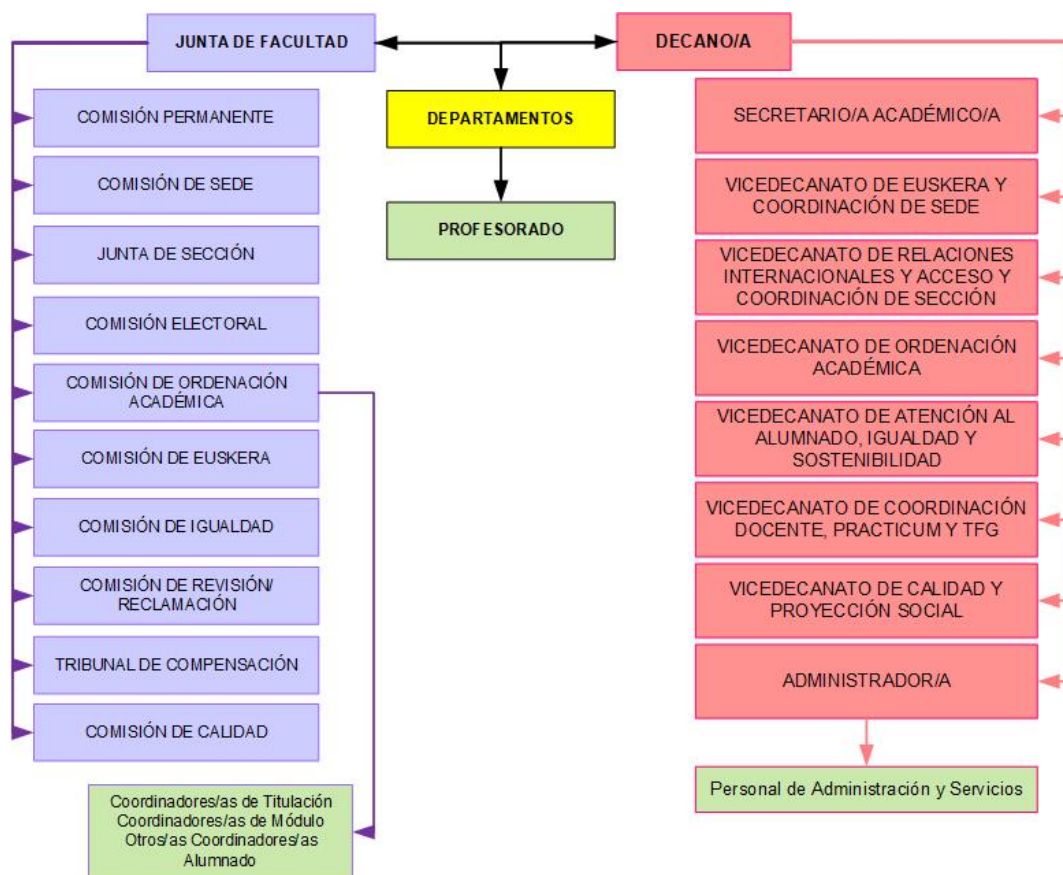 JUNTA DE FACULTAD
DECANO/A
COMISIÓN PERMANENTE
COMISIÓN DE SEDE
JUNTA DE SECCIÓN
COMISIÓN ELECTORAL
COMISIÓN DE ORDENACIÓN
ACADÉMICA
COMISIÓN DE EUSKERA
COMISIÓN DE IGUALDAD
COMISIÓN DE REVISIÓN/
RECLAMACIÓN
TRIBUNAL DE COMPENSACIÓN
COMISIÓN DE CALIDAD
Coordinadores/as de Titulación
Coordinadores/as de Módulo
Otros/as Coordinadores/as
Alumnado
DEPARTAMENTOS
PROFESORADO
SECRETARIO/A ACADÉMICO/A
VICEDECANATO DE EUSKERA Y
COORDINACIÓN DE SEDE
VICEDECANATO DE RELACIONES
INTERNACIONALES Y ACCESO Y
COORDINACIÓN DE SECCIÓN
VICEDECANATO DE ORDENACIÓN
ACADÉMICA
VICEDECANATO DE ATENCIÓN AL
ALUMNADO, IGUALDAD Y
SOSTENIBILIDAD
VICEDECANATO DE COORDINACIÓN
DOCENTE, PRACTICUM Y TFG
VICEDECANATO DE CALIDAD Y
PROYECCIÓN SOCIAL
ADMINISTRADOR/A
Personal de Administración y Servicios